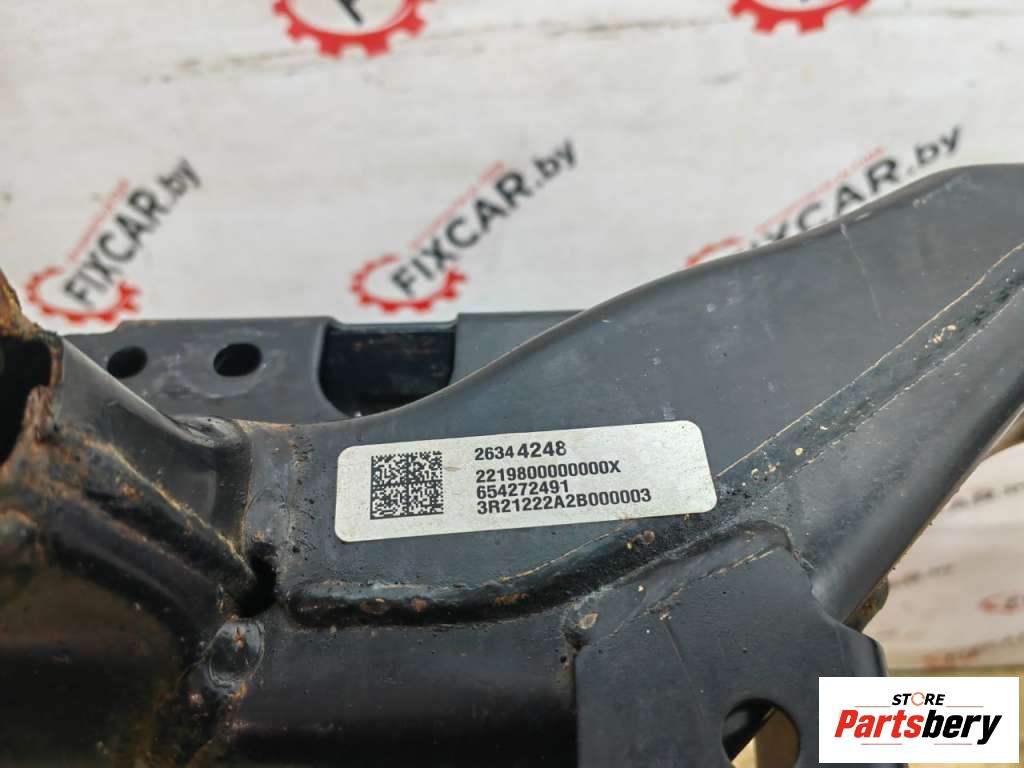 FIXCAR.by
FIXCAR.by
FIXCAR.by
26344248
2219800000000X
654272491
3R21222A2B000003
STORE
Partsbery